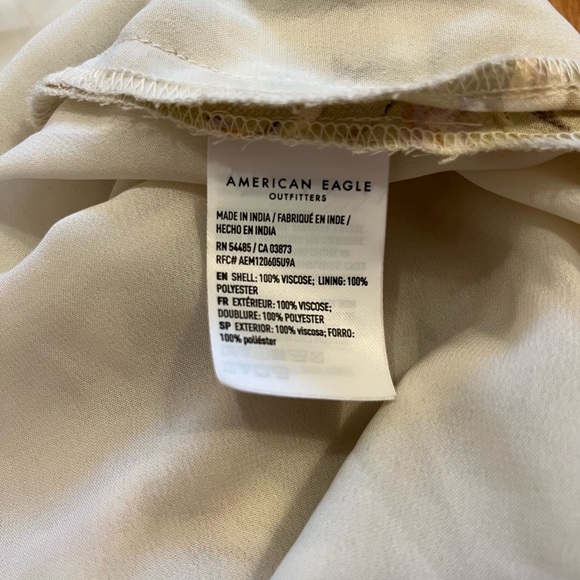 AMERICAN EAGLE
OUTFITTERS
MADE IN INDIA / FABRIQUÉ EN INDE /
HECHO EN INDIA
RN 54485 / CA 03873
RFC# AEM120605U9A
EN SHELL: 100% VISCOSE; LINING: 100%
POLYESTER
FR EXTÉRIEUR: 100% VISCOSE;
DOUBLURE: 100% POLYESTER
SP EXTERIOR: 100% viscosa; FORRO:
100% poliéster